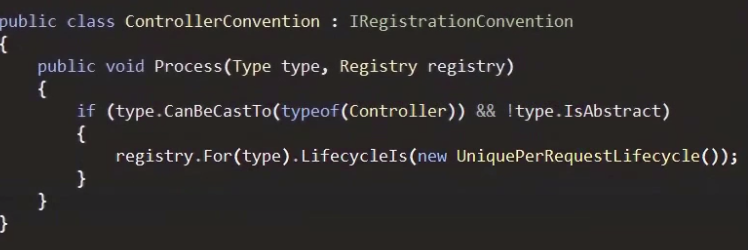 public class ControllerConvention : IRegistrationConvention
{
    public void Process(Type type, Registry registry)
    {
        if (type.CanBeCastTo(typeof(Controller)) && !type.IsAbstract)
        {
            registry.For(type).LifecycleIs(new UniquePerRequestLifecycle());
        }
    }
}